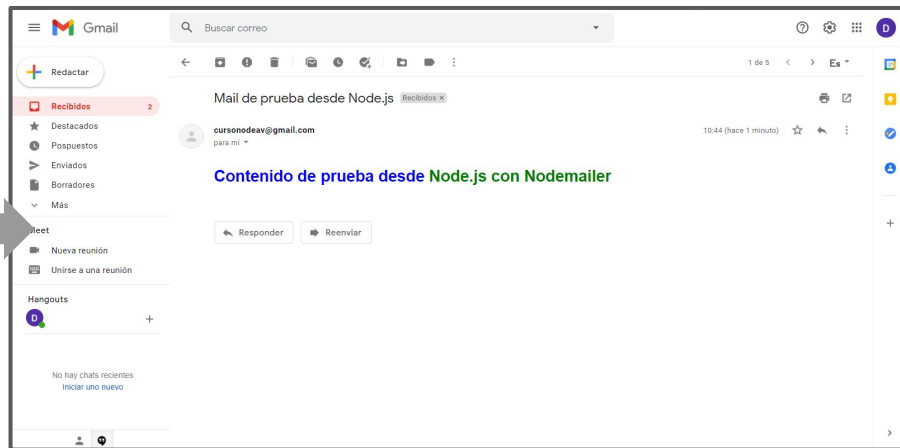 Gmail
Buscar correo
D
Redactar
1 de 5
Es
Recibidos 2
Destacados
Pospuestos
Enviados
Borradores
Más
Mail de prueba desde Node.js Recibidos x
cursonodeav@gmail.com
10:44 (hace 1 minuto)
para mí
Contenido de prueba desde Node.js con Nodemailer
Responder
Reenviar
Nueva reunión
Unirse a una reunión
Hangouts
D
No hay chats recientes
Iniciar uno nuevo